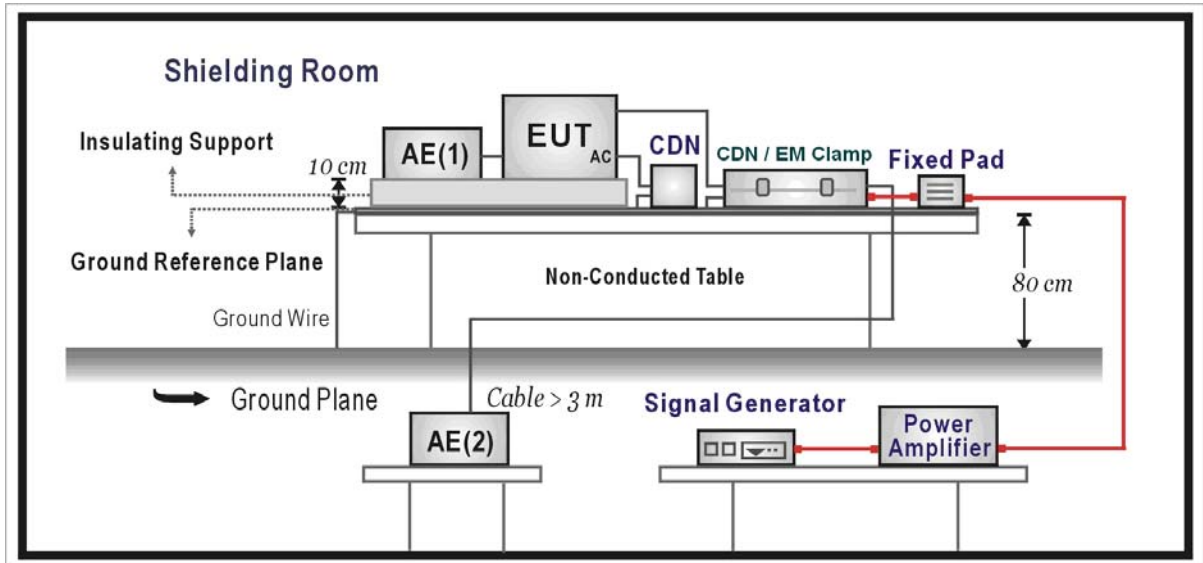 Shielding Room
Insulating Support
10 cm
AE(1)
EUT
AC
CDN
CDN / EM Clamp
Fixed Pad
Ground Reference Plane
Non-Conducted Table
80 cm
Ground Wire
Ground Plane
Cable > 3 m
AE(2)
Signal Generator
Power
Amplifier